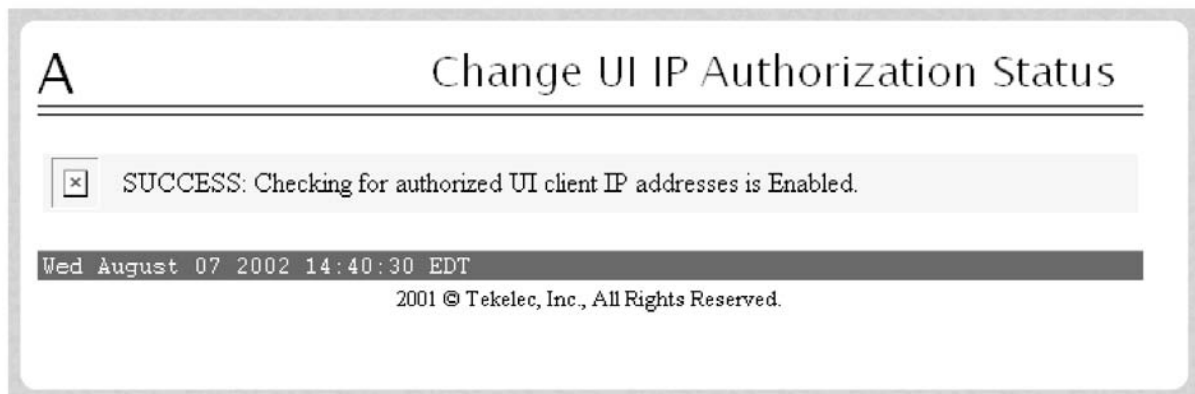 A
Change UI IP Authorization Status
SUCCESS: Checking for authorized UI client IP addresses is Enabled.
Wed August 07 2002 14:40:30 EDT
2001 © Tekelec, Inc., All Rights Reserved.